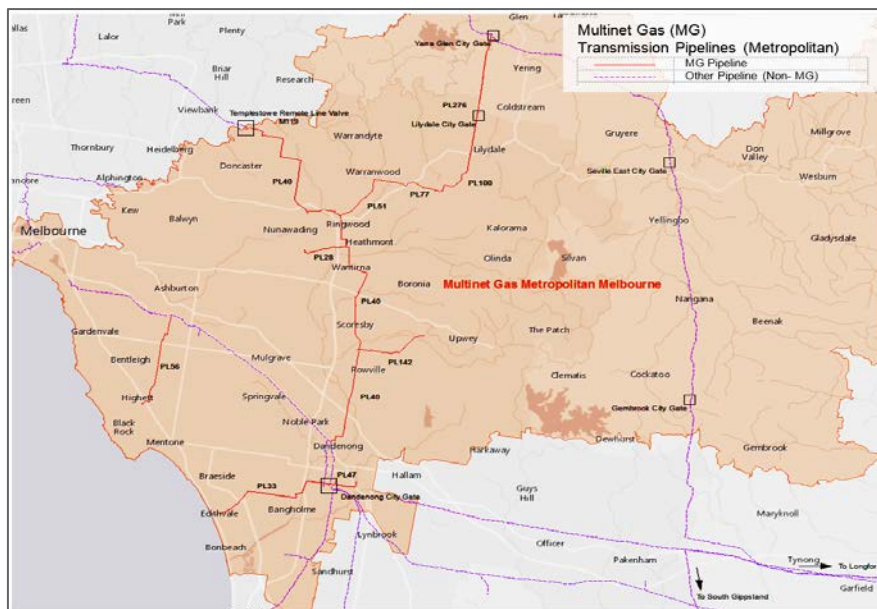 Multinet Gas (MG)
Transmission Pipelines (Metropolitan)
MG Pipeline
Other Pipeline (Non- MG)
Park
Plenty
Glen
Lalor
Yarra Glen City Gate
Briar
Hill
Research
Yering
PL276
Coldstream
Viewbank
Templestowe Remote Line Valve
M119
Lilydale City Gate
Warrandyte
Gruyere
Millgrove
Don
Valley
Thornbury
Heidelberg
Doncaster
Lilydale
Seville East City Gate
Wesburn
Alphington
Warranwood
PL40
PL77
PL100
Kew
Balwyn
PL51
Ringwood
Yellingbo
Melbourne
Nunawading
Heathmont
Kalorama
Gladysdale
PL28
Wantirna
Olinda
Silvan
Ashburton
Boronia
Multinet Gas Metropolitan Melbourne
PL40
Nangana
Gardenvale
Scoresby
Upwey
The Patch
Beenak
Bentleigh
PL56
Mulgrave
PL142
Rowville
Clematis
Cockatoo
Highett
Springvale
PL40
Gembrook City Gate
Black
Rock
Noble Park
Mentone
Dandenong
Dewhurst
Harkaway
Gembrook
Braeside
PL33
PL47
Hallam
Dandenong City Gate
Guys
Hill
Edithvale
Bangholme
Maryknoll
Bonbeach
Lynbrook
Officer
Pakenham
Tynong
To Longfor
Sandhurst
Garfield
To South Gippsland